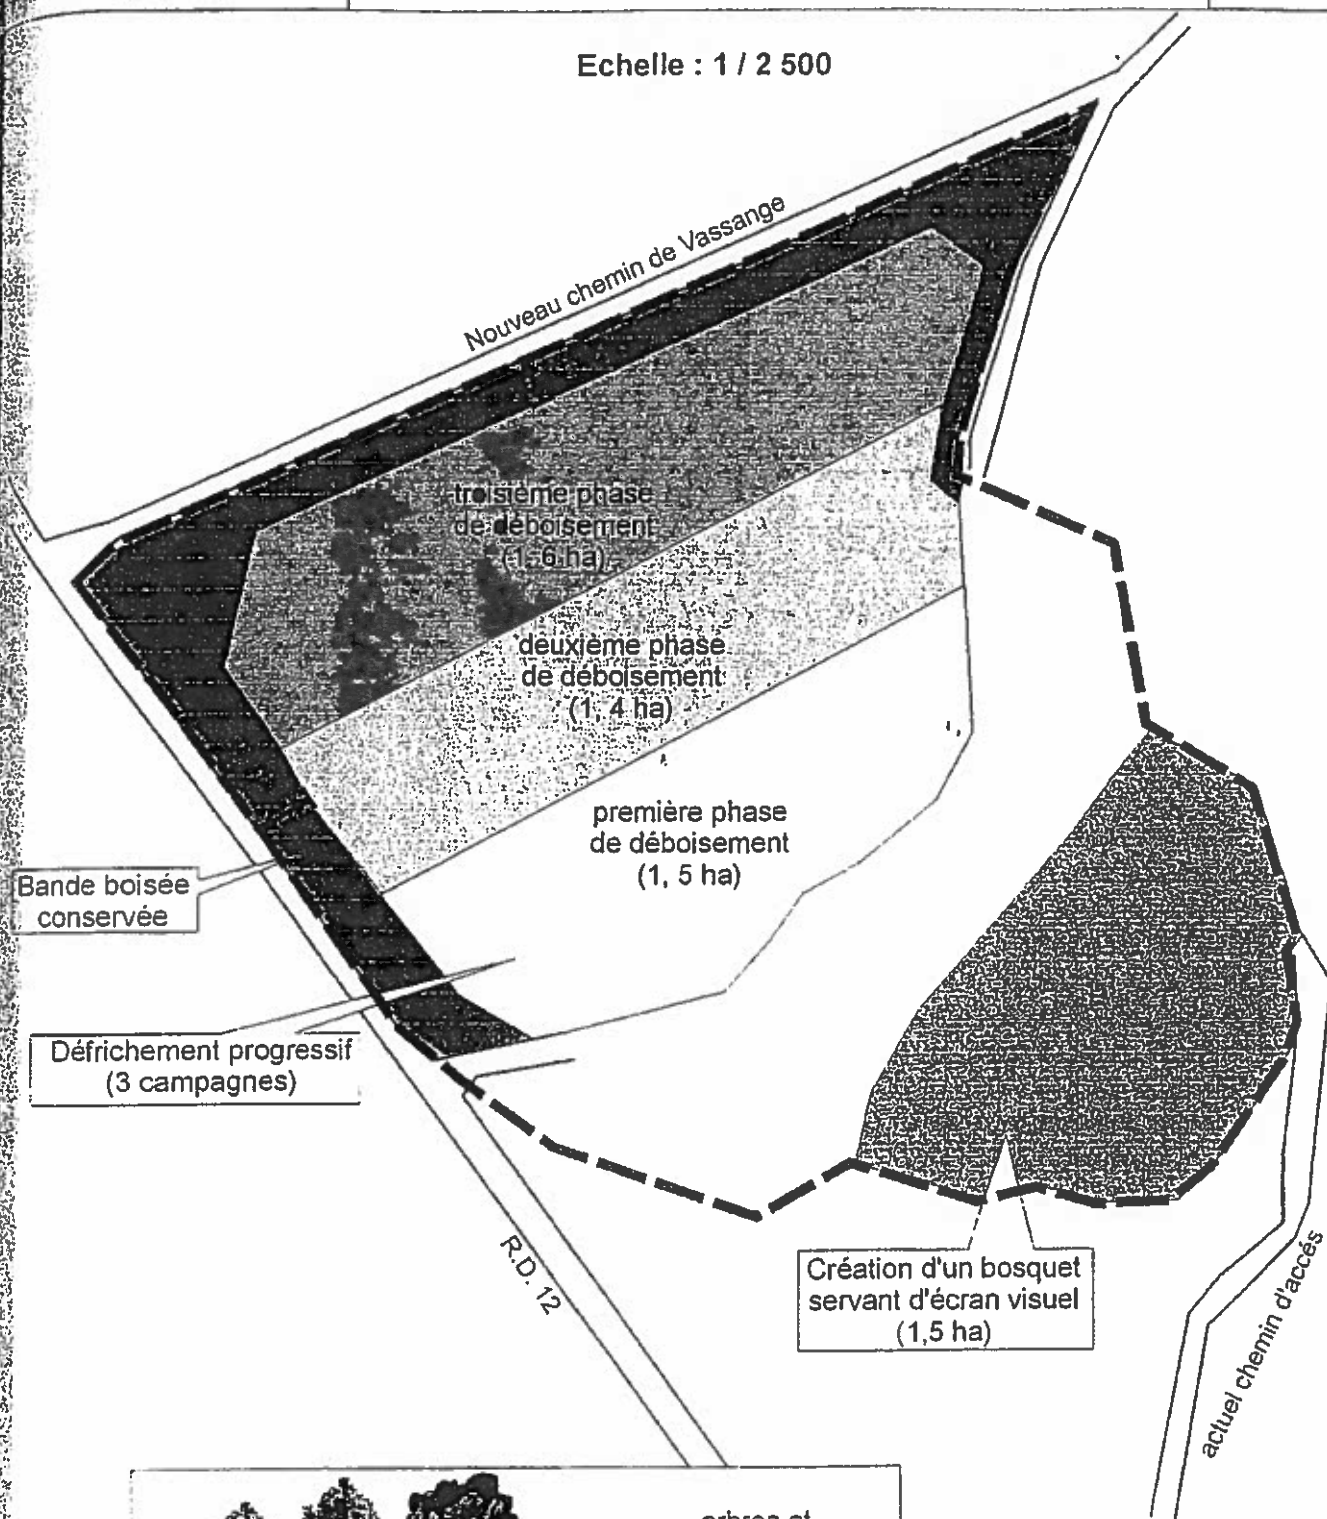 Echelle : 1 / 2 500
Nouveau chemin de Vassange
troisième phase
de déboisement
(1, 6 ha)
deuxième phase
de déboisement
(1, 4 ha)
première phase
de déboisement
(1, 5 ha)
Bande boisée
conservée
Défrichement progressif
(3 campagnes)
R.D. 12
Création d'un bosquet
servant d'écran visuel
(1,5 ha)
actuel chemin d'accés
arbres et